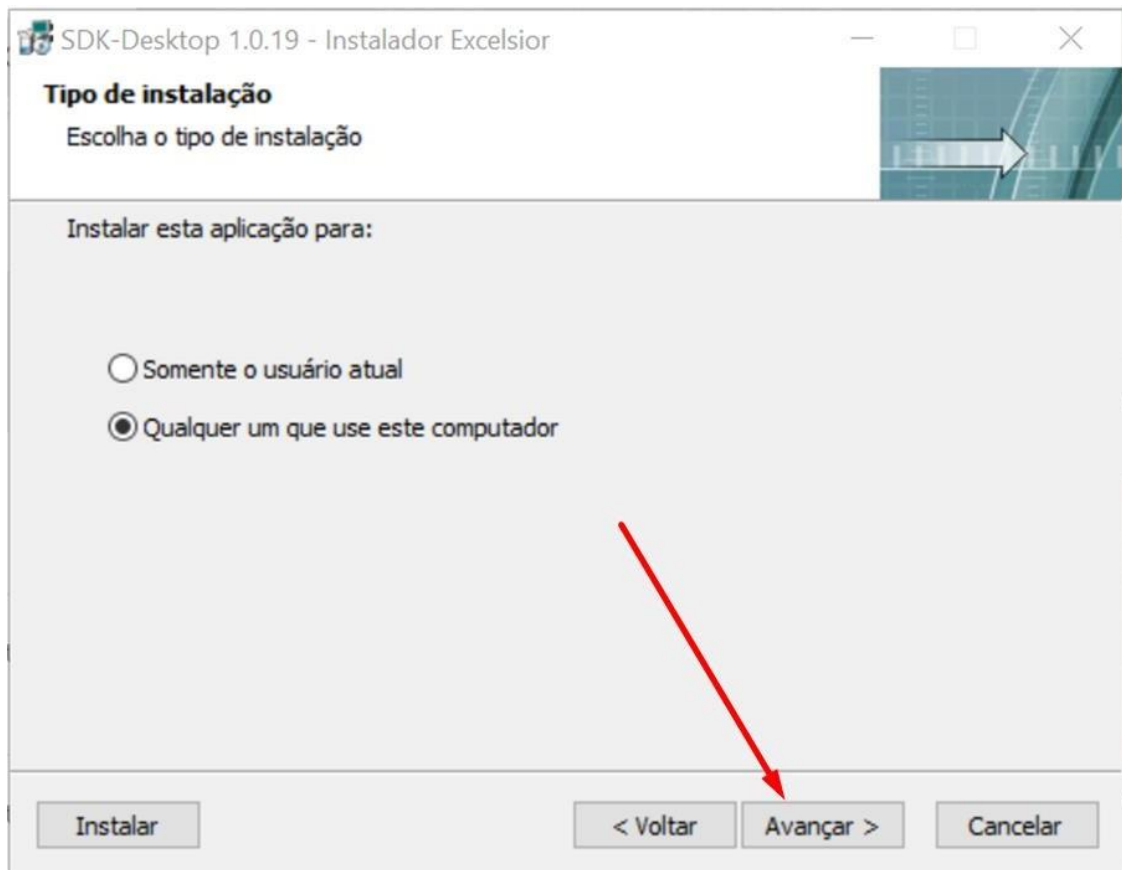 SDK-Desktop 1.0.19 - Instalador Excelsior
Tipo de instalação
Escolha o tipo de instalação
Instalar esta aplicação para:
Somente o usuário atual
Qualquer um que use este computador
Instalar
< Voltar
Avançar >
Cancelar